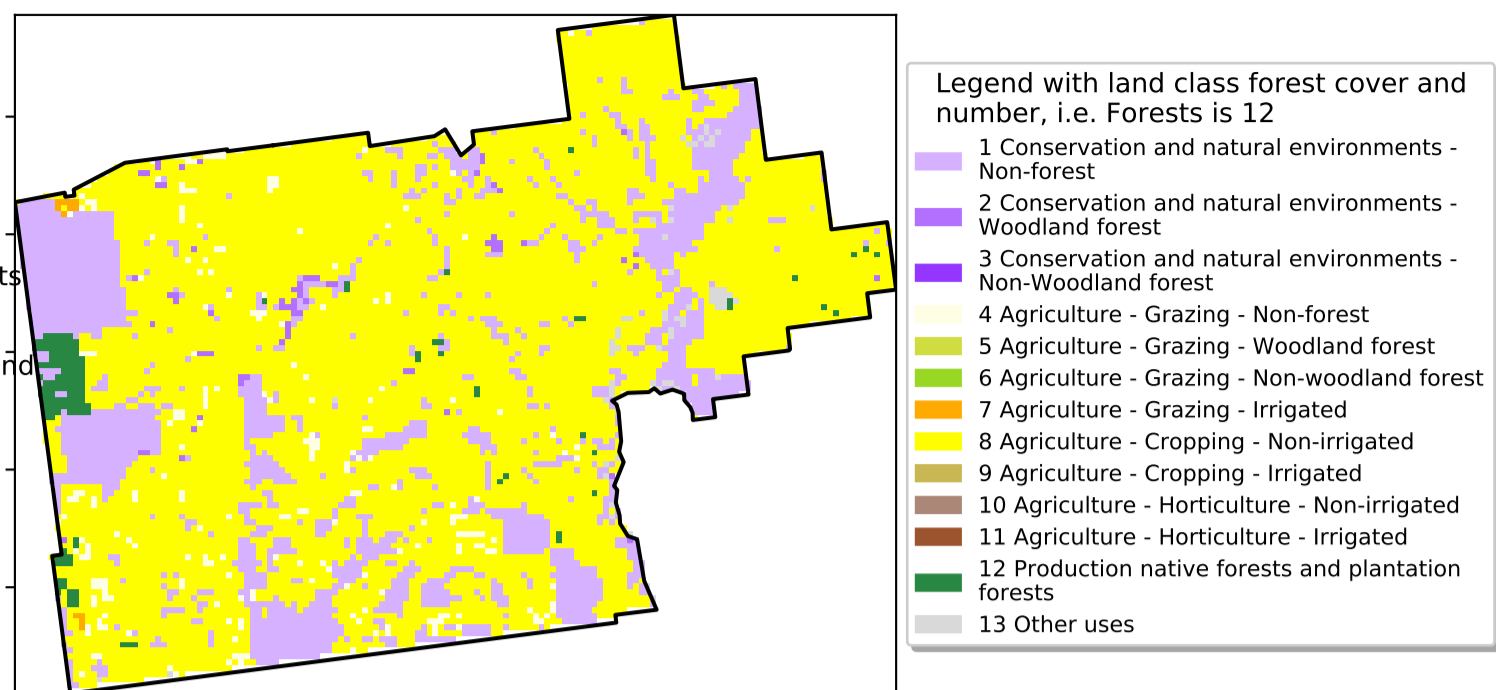 ts
nd
Legend with land class forest cover and
number, i.e. Forests is 12
1 Conservation and natural environments -
Non-forest
2 Conservation and natural environments -
Woodland forest
3 Conservation and natural environments -
Non-Woodland forest
4 Agriculture - Grazing - Non-forest
5 Agriculture - Grazing - Woodland forest
6 Agriculture - Grazing - Non-woodland forest
7 Agriculture - Grazing - Irrigated
8 Agriculture - Cropping - Non-irrigated
9 Agriculture - Cropping - Irrigated
10 Agriculture - Horticulture - Non-irrigated
11 Agriculture - Horticulture - Irrigated
12 Production native forests and plantation
forests
13 Other uses